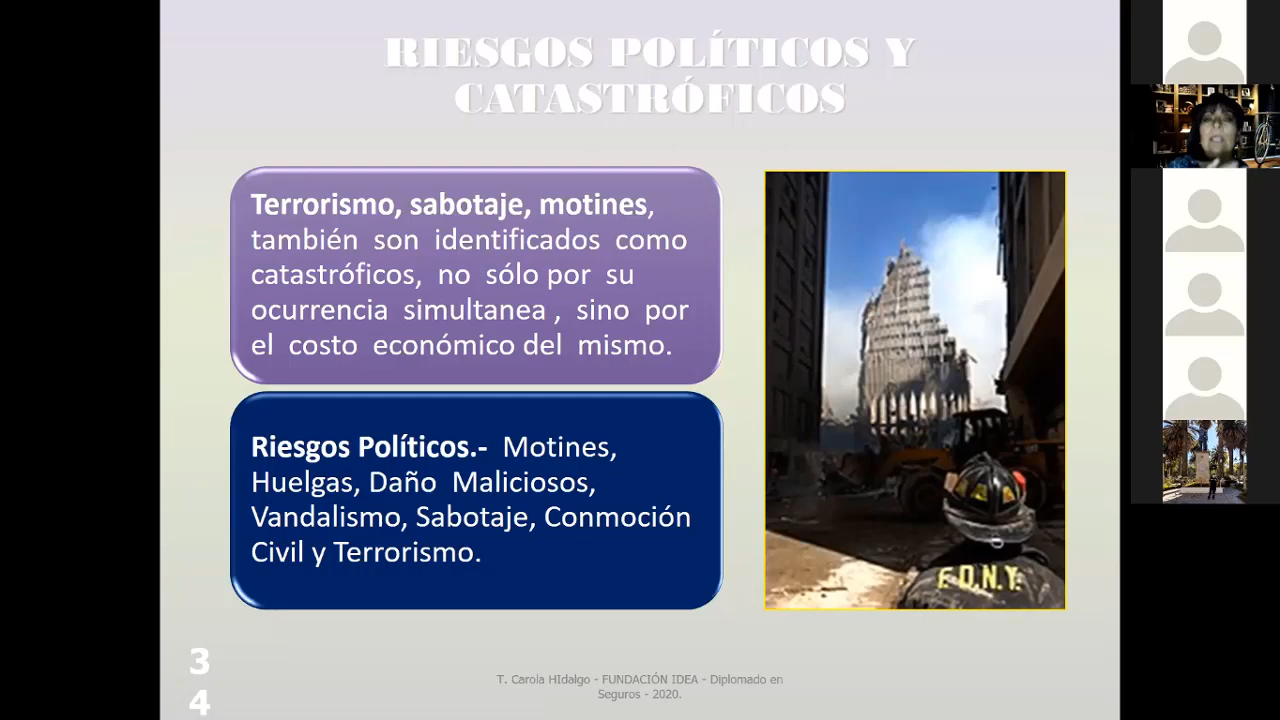 RIESGOS POLÍTICOS Y
CATASTRÓFICOS
Terrorismo, sabotaje, motines,
también son identificados como
catastróficos, no sólo por su
ocurrencia simultanea , sino por
el costo económico del mismo.
Riesgos Políticos.- Motines,
Huelgas, Daño Maliciosos,
Vandalismo, Sabotaje, Conmoción
Civil y Terrorismo.
F.D.N.Y.
3
4
T. Carola HIdalgo - FUNDACIÓN IDEA - Diplomado en
Seguros - 2020.